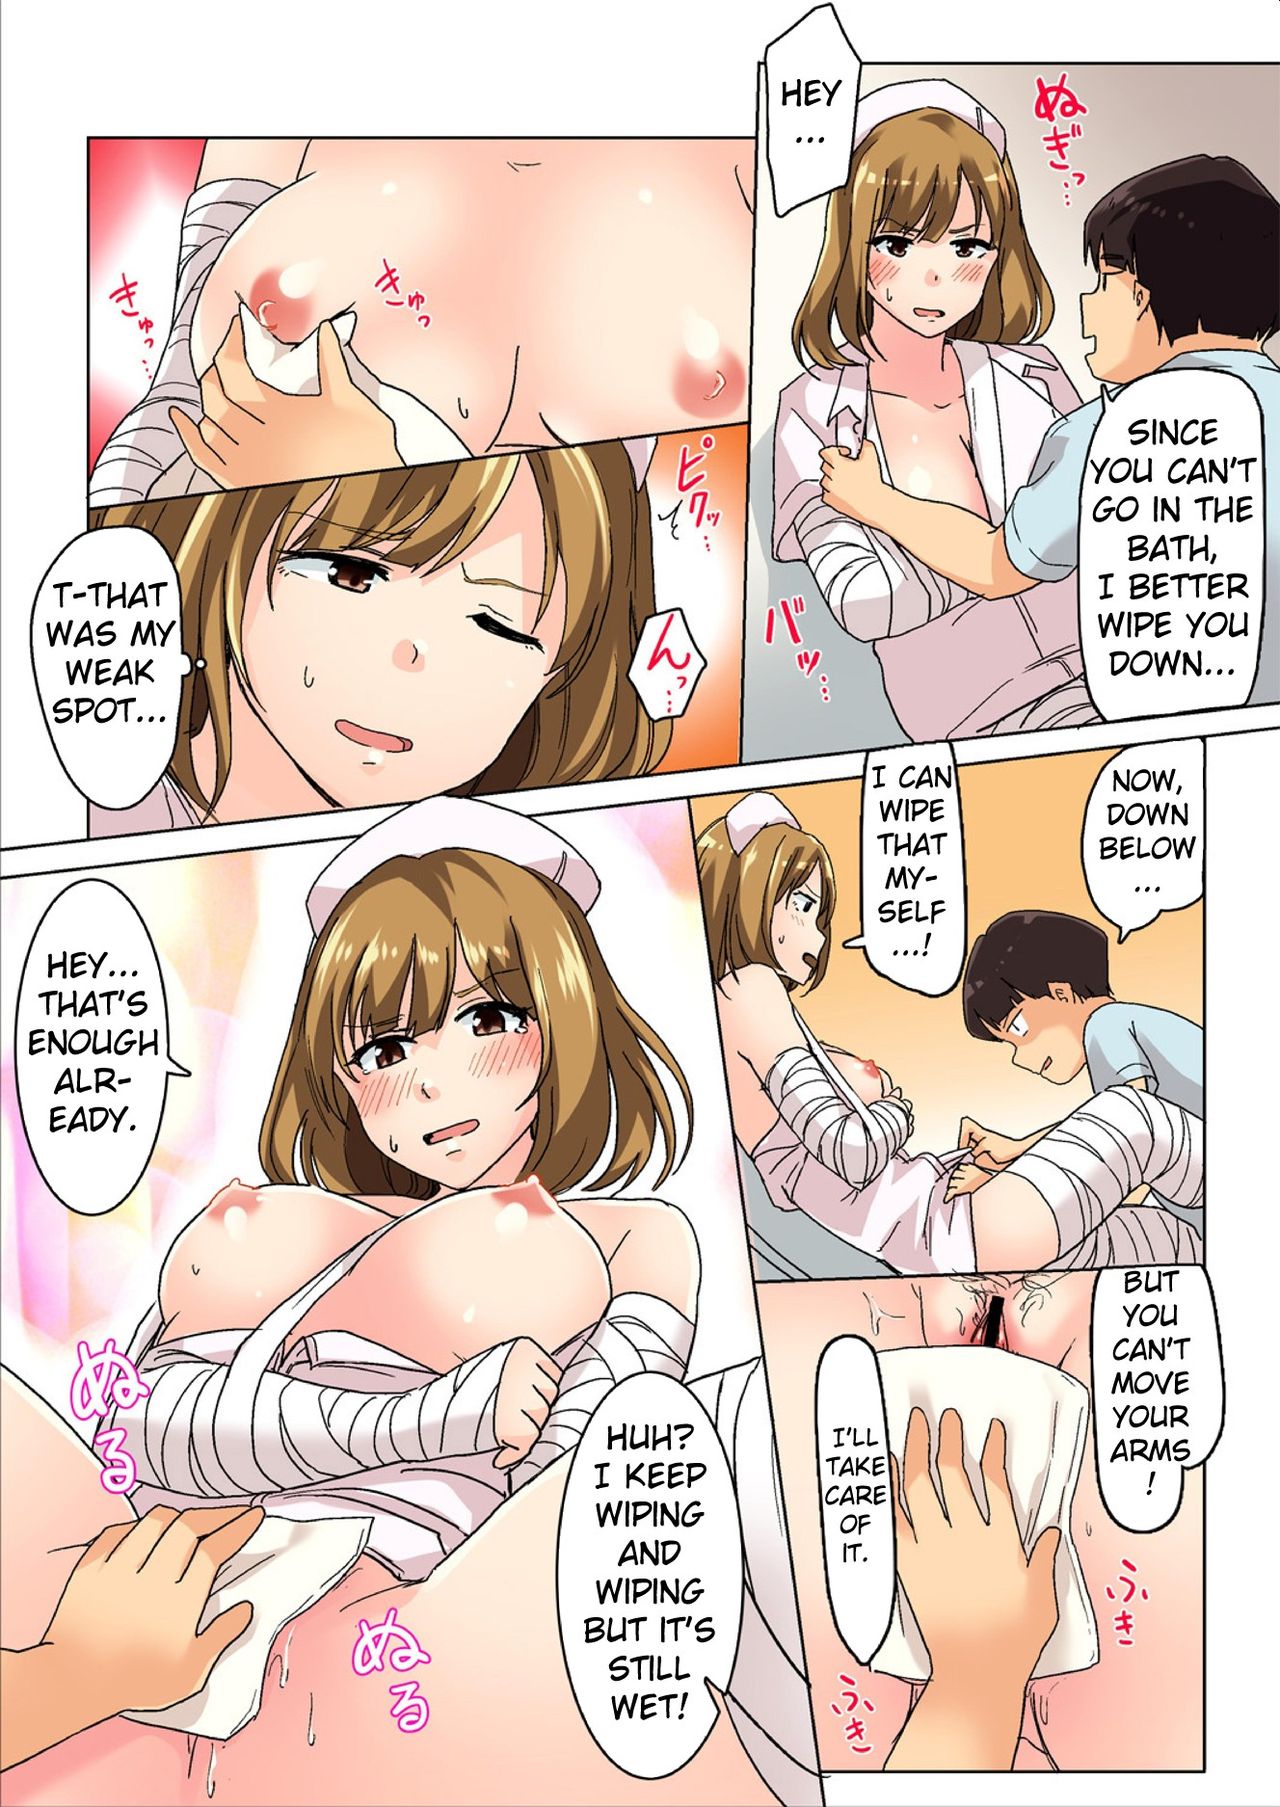 HEY
...
ぬぎっ…
SINCE
YOU CAN'T
GO IN THE
BATH,
I BETTER
WIPE YOU
DOWN...
バッ…
きゅっ
きゅっ…
ピクッ…
んっ…
T-THAT
WAS MY
WEAK
SPOT...
NOW,
DOWN
BELOW
...
I CAN
WIPE
THAT
MY-
SELF
...!
BUT
YOU
CAN'T
MOVE
YOUR
ARMS
!
I'LL
TAKE
CARE
OF
IT.
ふき
ふき
HEY...
THAT'S
ENOUGH
ALR-
EADY.
ぬる
ぬる
HUH?
I KEEP
WIPING
AND
WIPING
BUT IT'S
STILL
WET!